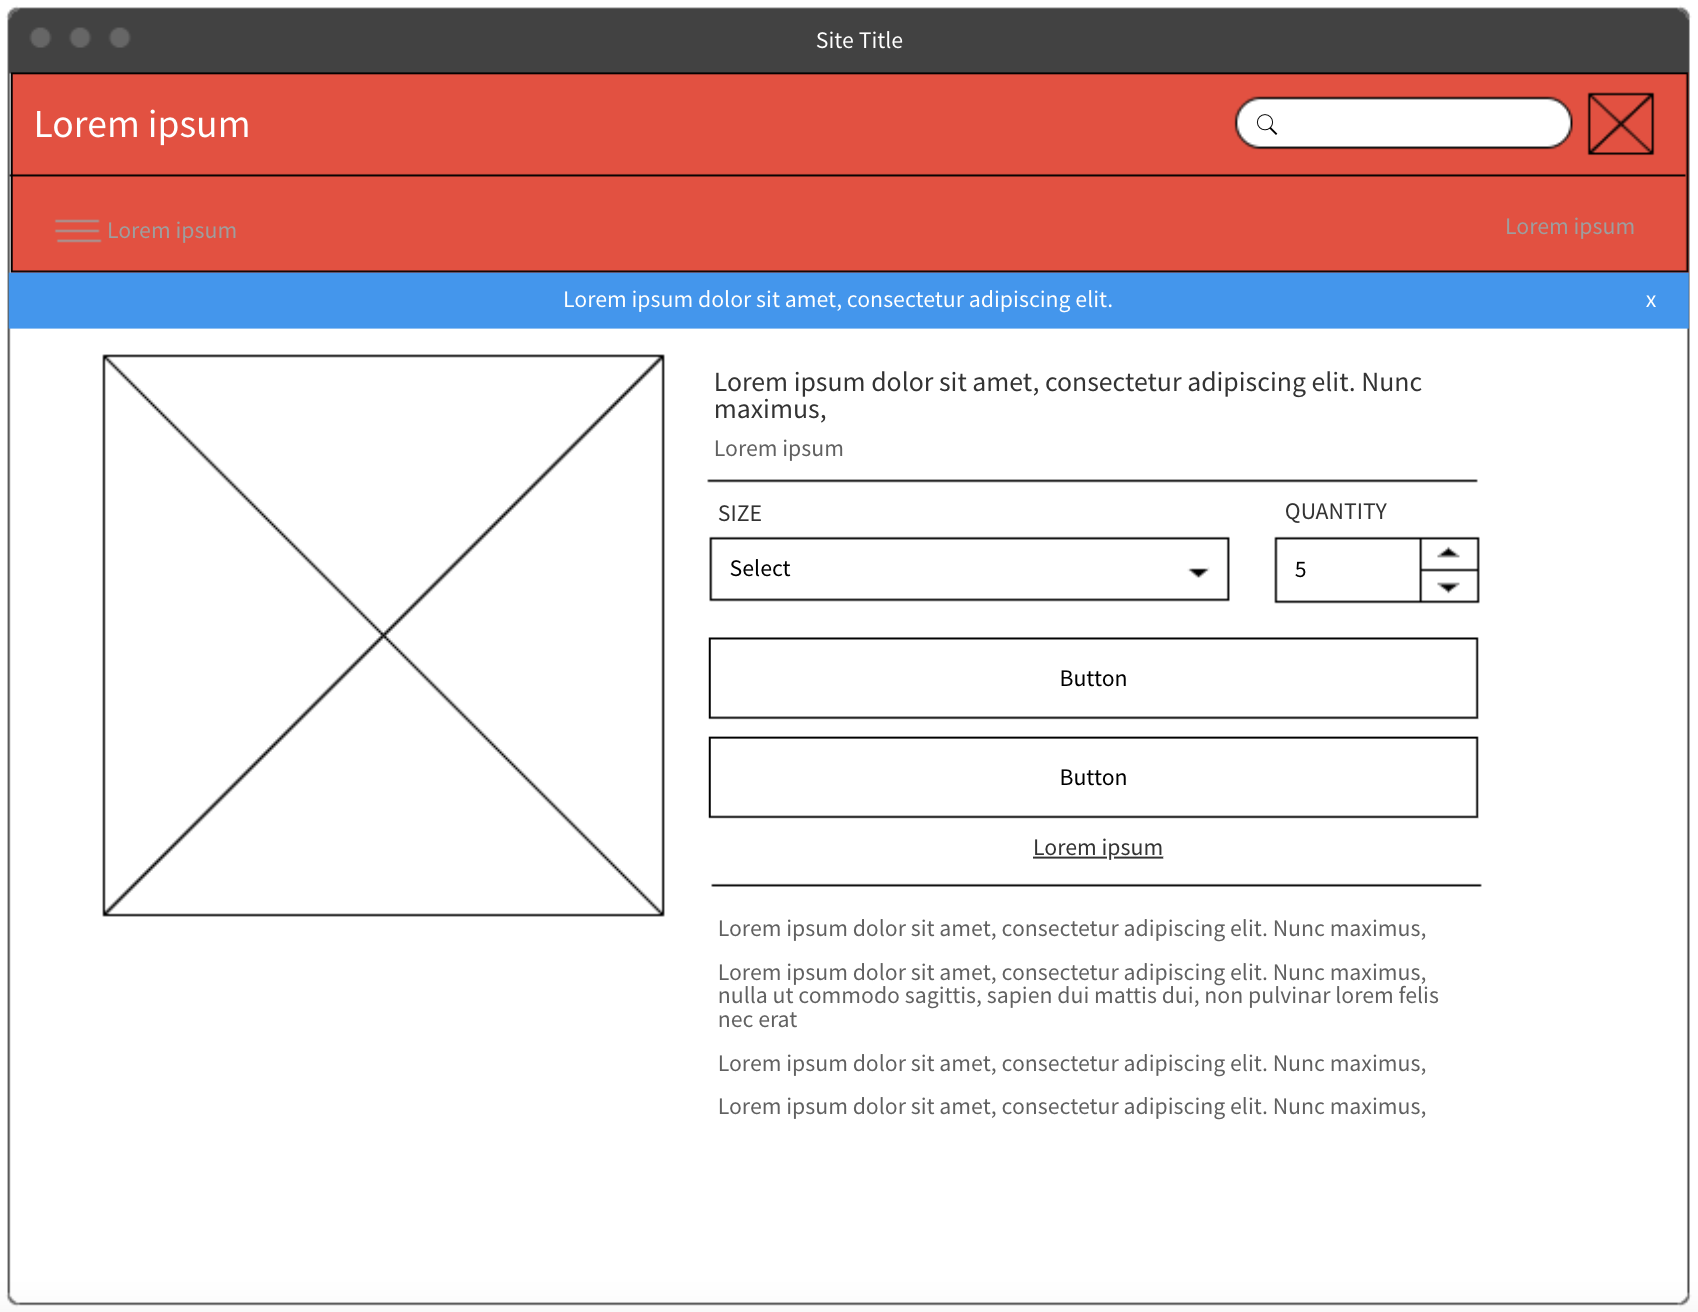 Site Title
Lorem ipsum
Lorem ipsum
Lorem ipsum
Lorem ipsum dolor sit amet, consectetur adipiscing elit.
x
Lorem ipsum dolor sit amet, consectetur adipiscing elit. Nunc
maximus,
Lorem ipsum
SIZE
QUANTITY
Select
5
Button
Button
Lorem ipsum
Lorem ipsum dolor sit amet, consectetur adipiscing elit. Nunc maximus,
Lorem ipsum dolor sit amet, consectetur adipiscing elit. Nunc maximus,
nulla ut commodo sagittis, sapien dui mattis dui, non pulvinar lorem felis
nec erat
Lorem ipsum dolor sit amet, consectetur adipiscing elit. Nunc maximus,
Lorem ipsum dolor sit amet, consectetur adipiscing elit. Nunc maximus,